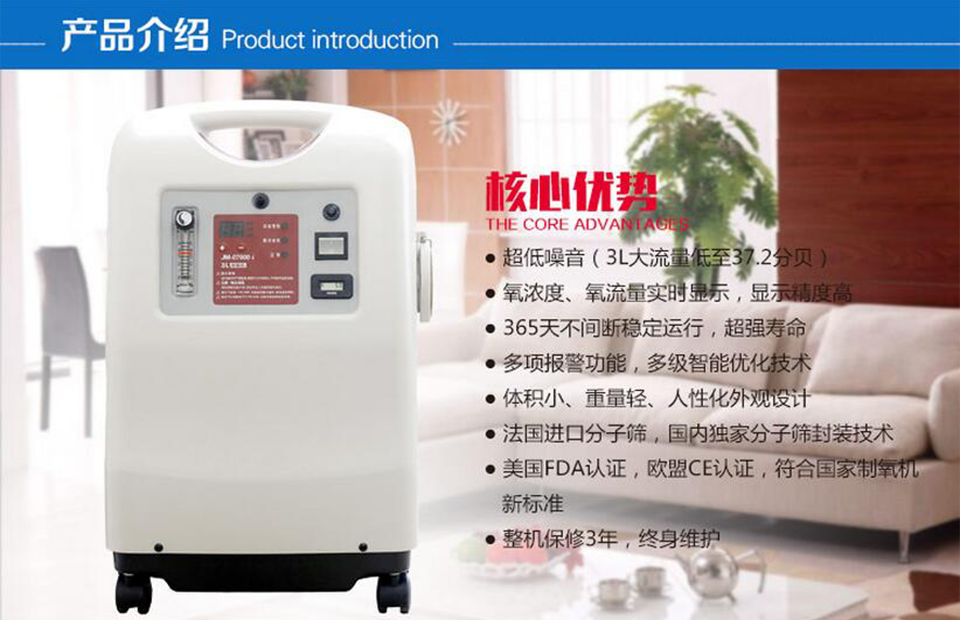 产品介绍 Product introduction
核心优势
THE CORE ADVANTAGES
● 超低噪音（3L大流量低至37.2分贝）
● 氧浓度、氧流量实时显示，显示精度高
● 365天不间断稳定运行，超强寿命
● 多项报警功能，多级智能优化技术
● 体积小、重量轻、人性化外观设计
● 法国进口分子筛，国内独家分子筛封装技术
● 美国FDA认证，欧盟CE认证，符合国家制氧机
新标准
● 整机保修3年，终身维护
JM-07000 i
3L